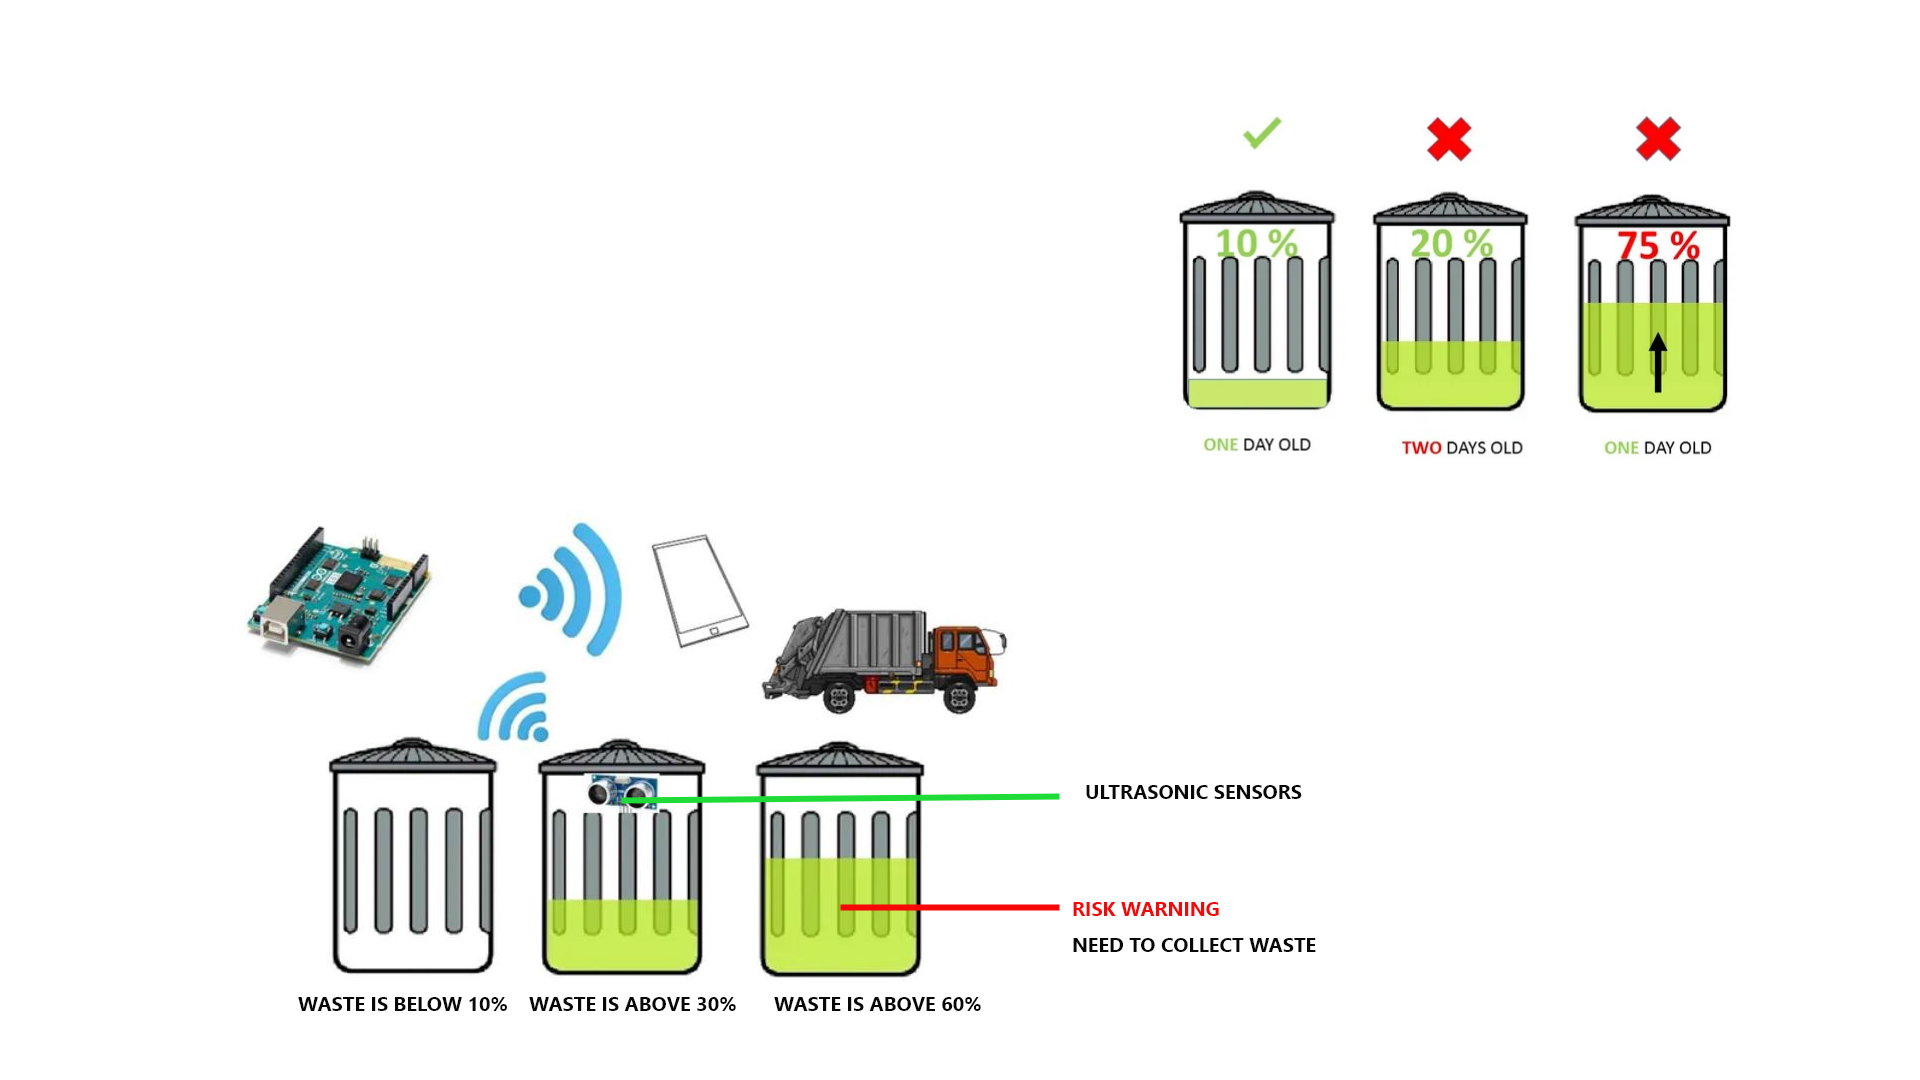 10 %
20 %
75 %
ONE DAY OLD
TWO DAYS OLD
ONE DAY OLD
ULTRASONIC SENSORS
RISK WARNING
NEED TO COLLECT WASTE
WASTE IS BELOW 10%
WASTE IS ABOVE 30%
WASTE IS ABOVE 60%